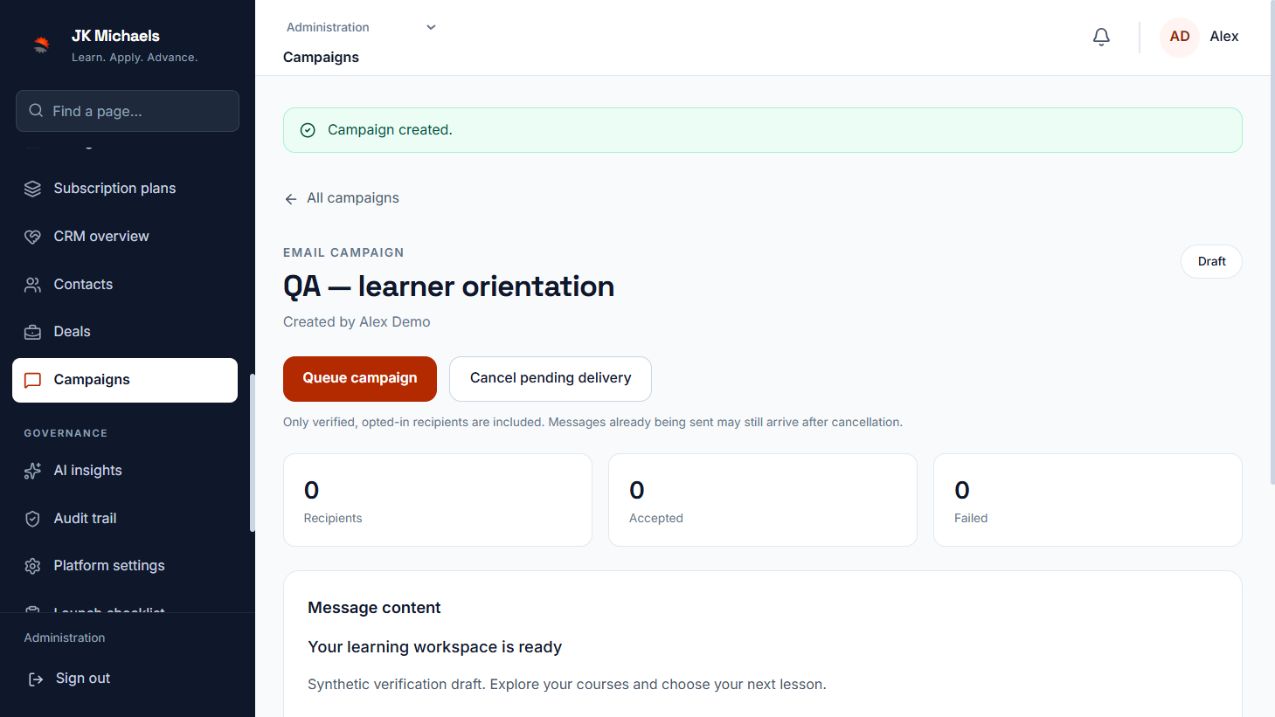 JK Michaels
Learn. Apply. Advance.
Find a page...
Subscription plans
CRM overview
Contacts
Deals
Campaigns
GOVERNANCE
AI insights
Audit trail
Platform settings
Launch checklist
Administration
Sign out
Administration
Campaigns
AD
Alex
Campaign created.
All campaigns
EMAIL CAMPAIGN
QA — learner orientation
Draft
Created by Alex Demo
Queue campaign
Cancel pending delivery
Only verified, opted-in recipients are included. Messages already being sent may still arrive after cancellation.
0
Recipients
0
Accepted
0
Failed
Message content
Your learning workspace is ready
Synthetic verification draft. Explore your courses and choose your next lesson.